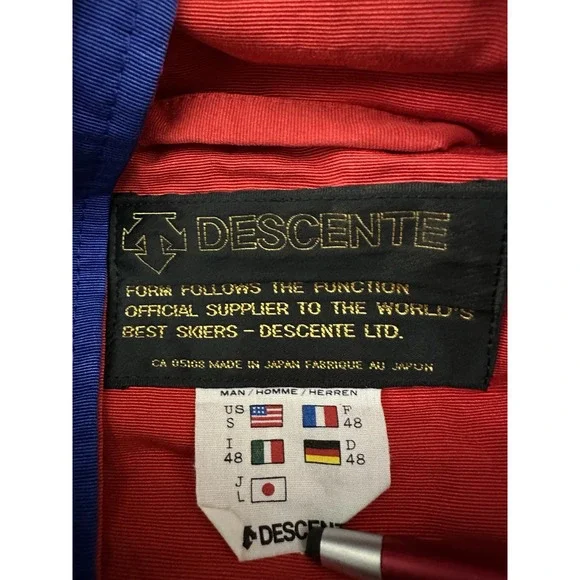 DESCENTE
FORM FOLLOWS THE FUNCTION
OFFICIAL SUPPLIER TO THE WORLD'S
BEST SKIERS – DESCENTE LTD.
CA 05108 MADE IN JAPAN FABRIQUE AU JAPON
MAN / HOMME / HERREN
US S F 48
I 48 D 48
J L
DESCENTE